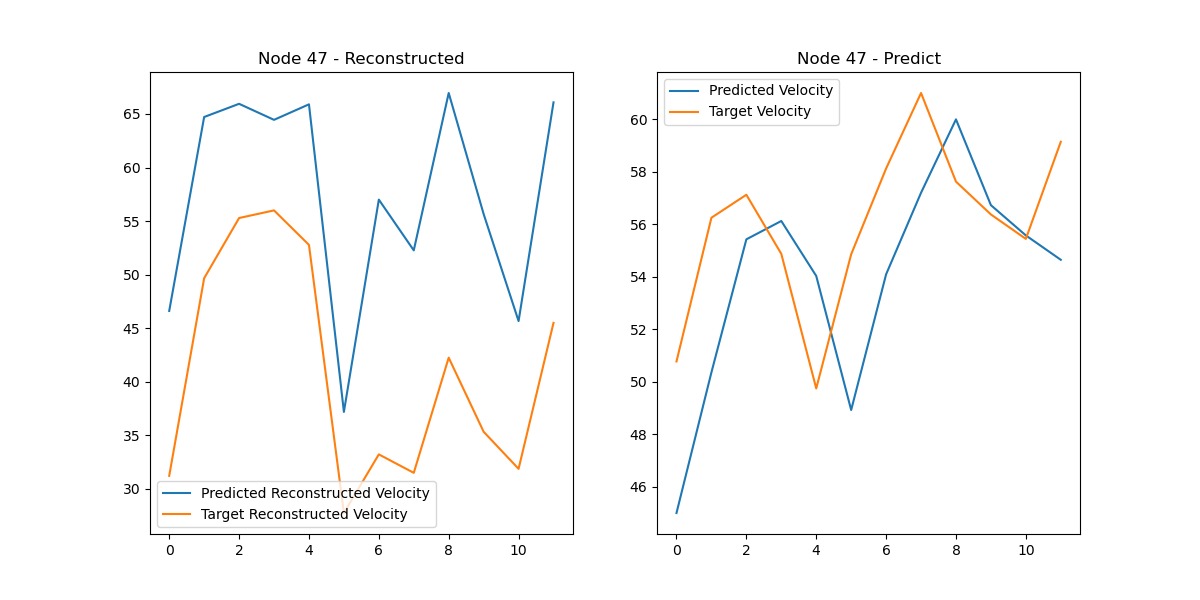 Node 47 - Reconstructed
65
60
55
50
45
40
35
30
Predicted Reconstructed Velocity
Target Reconstructed Velocity
0 2 4 6 8 10
Node 47 - Predict
Predicted Velocity
Target Velocity
60
58
56
54
52
50
48
46
0 2 4 6 8 10